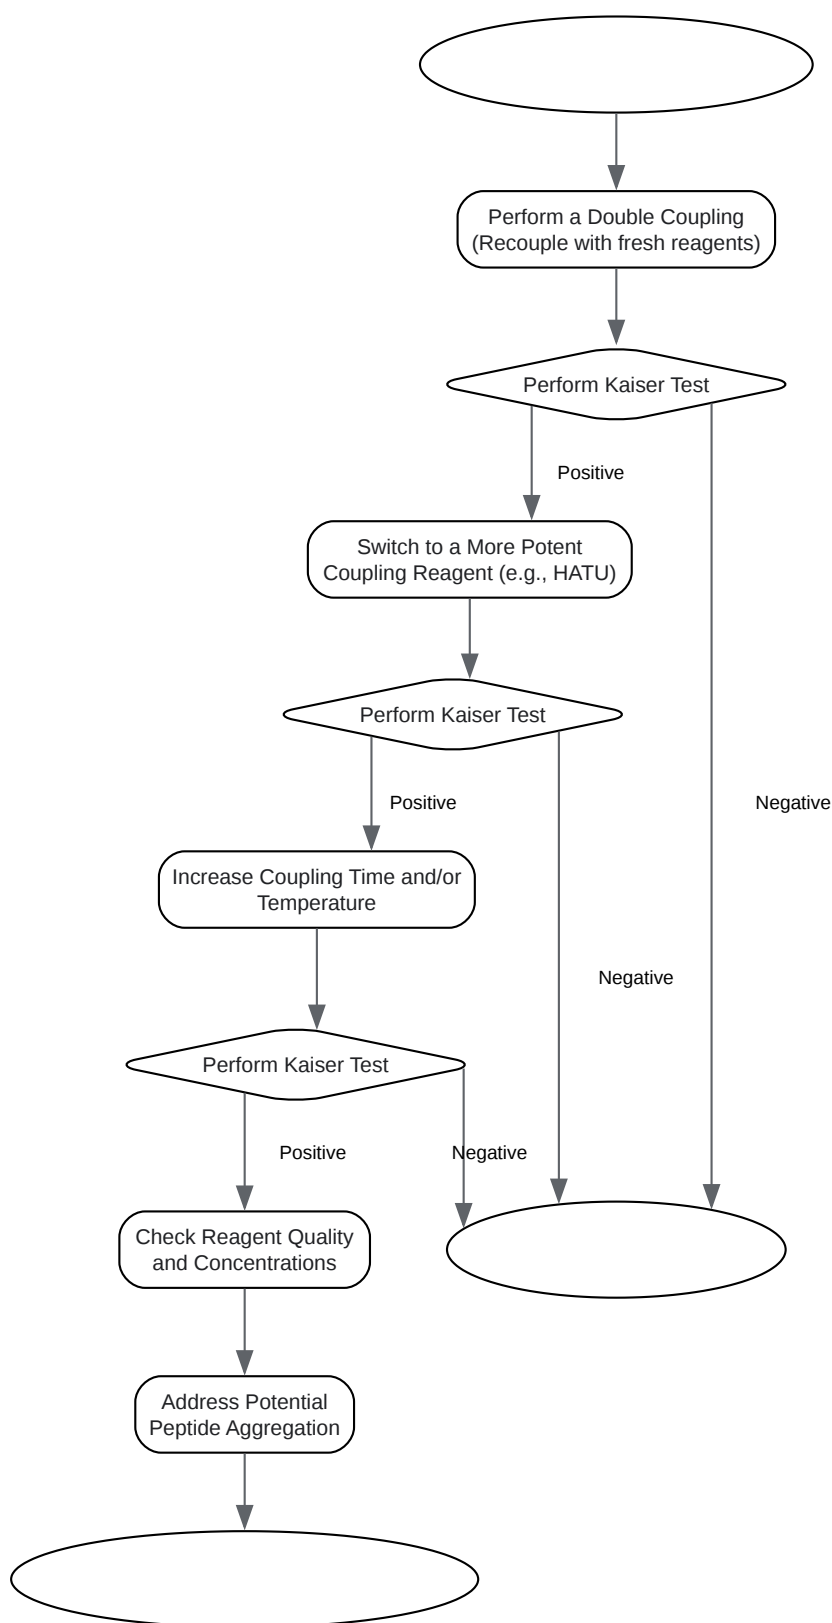 Perform a Double Coupling
(Recouple with fresh reagents)
Perform Kaiser Test
Positive
Switch to a More Potent
Coupling Reagent (e.g., HATU)
Perform Kaiser Test
Positive
Negative
Increase Coupling Time and/or
Temperature
Negative
Perform Kaiser Test
Positive
Negative
Check Reagent Quality
and Concentrations
Address Potential
Peptide Aggregation